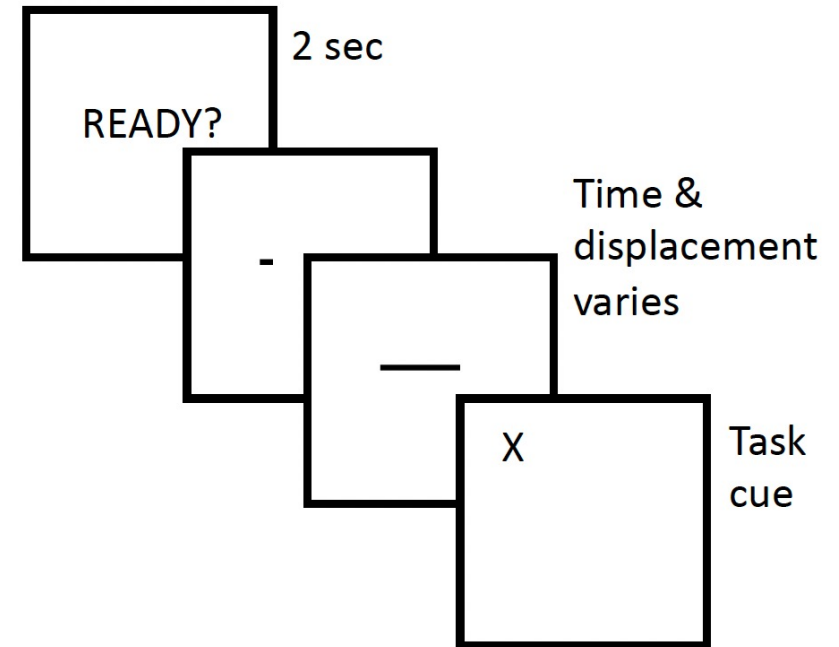 2 sec
READY?
Time &
displacement
varies
X
Task
cue